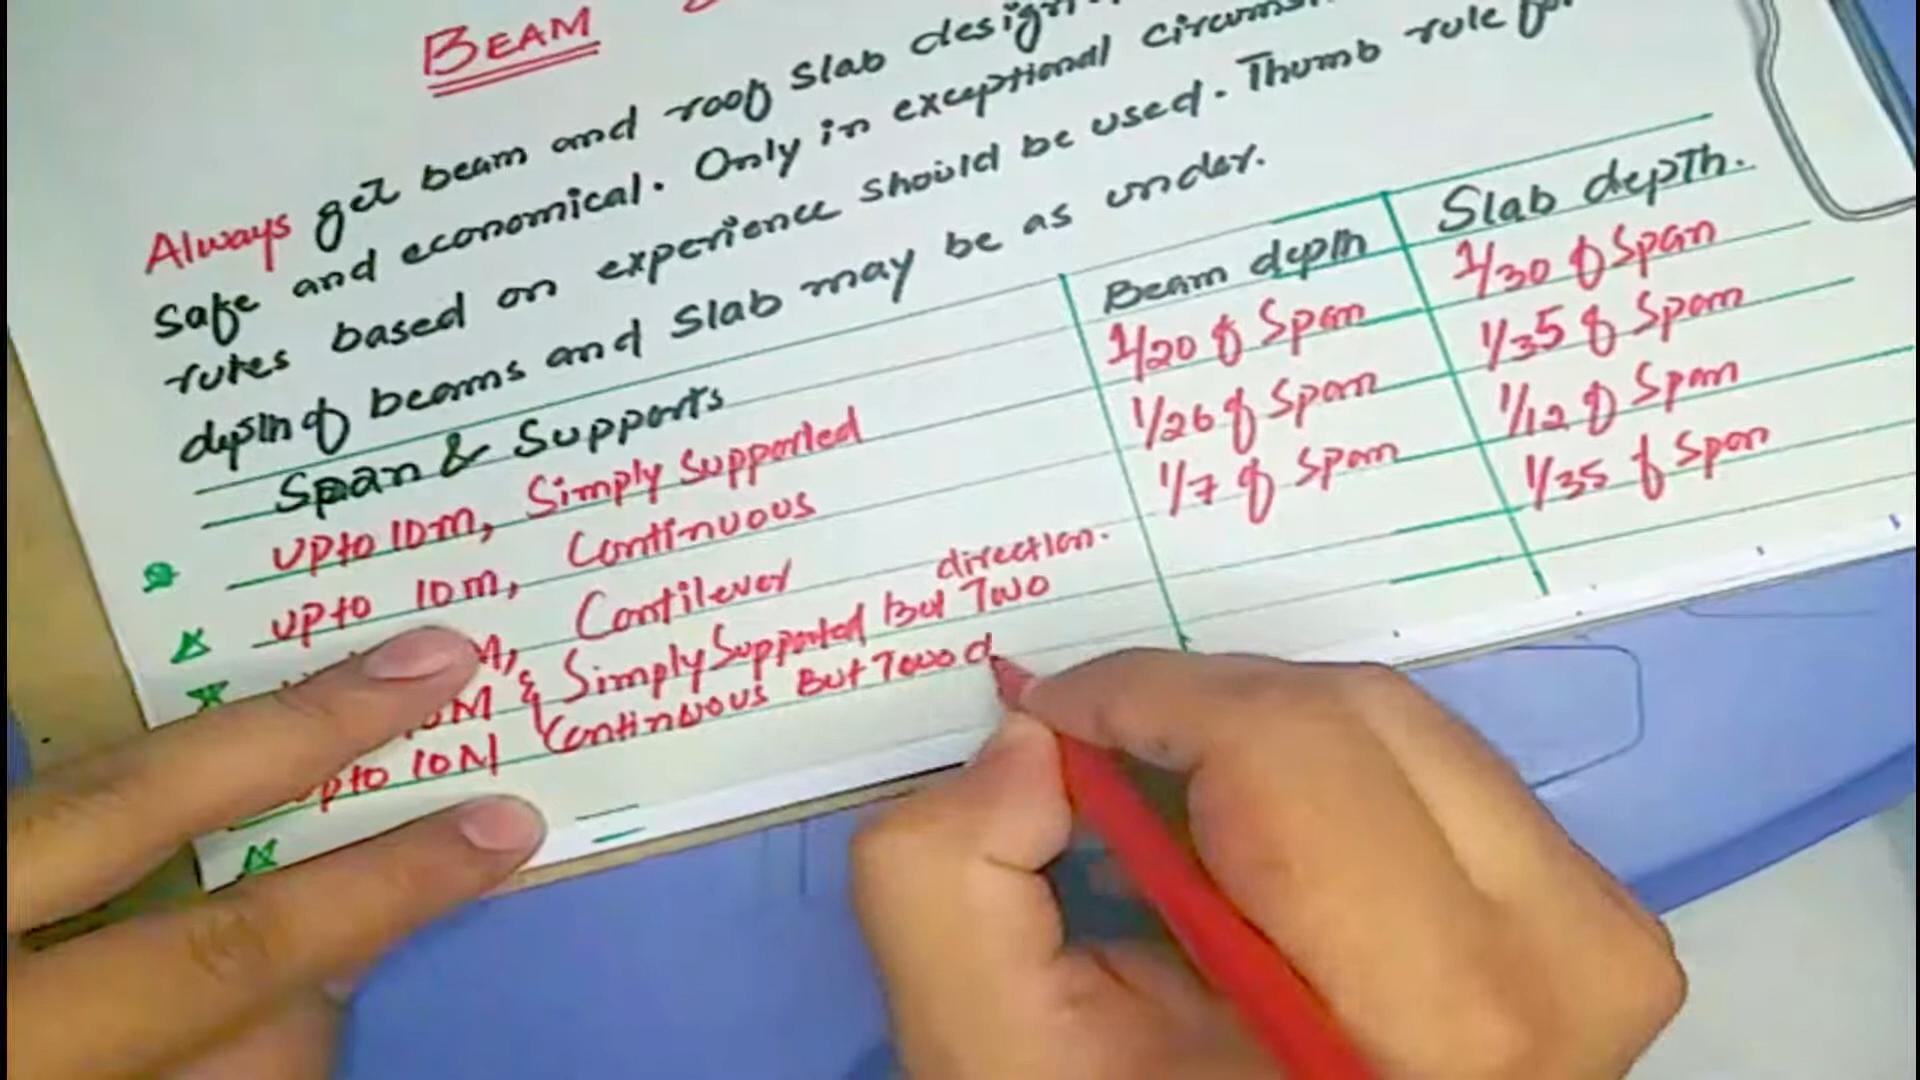 BEAM
Always get beam and roof slab design
safe and economical. Only in exceptional
rules based on experience should be used. Thumb rule for
depth of beams and slab may be as under.
Span & Supports Beam depth Slab depth.
upto 10m, Simply Supported 1/20 of Span 1/30 of Span
upto 10m, Continuous 1/26 of Span 1/35 of Span
M, Cantilever 1/7 of Span 1/12 of Span
M & Simply Supported But Two direction. 1/35 of Span
pto 10M Continuous But Two d